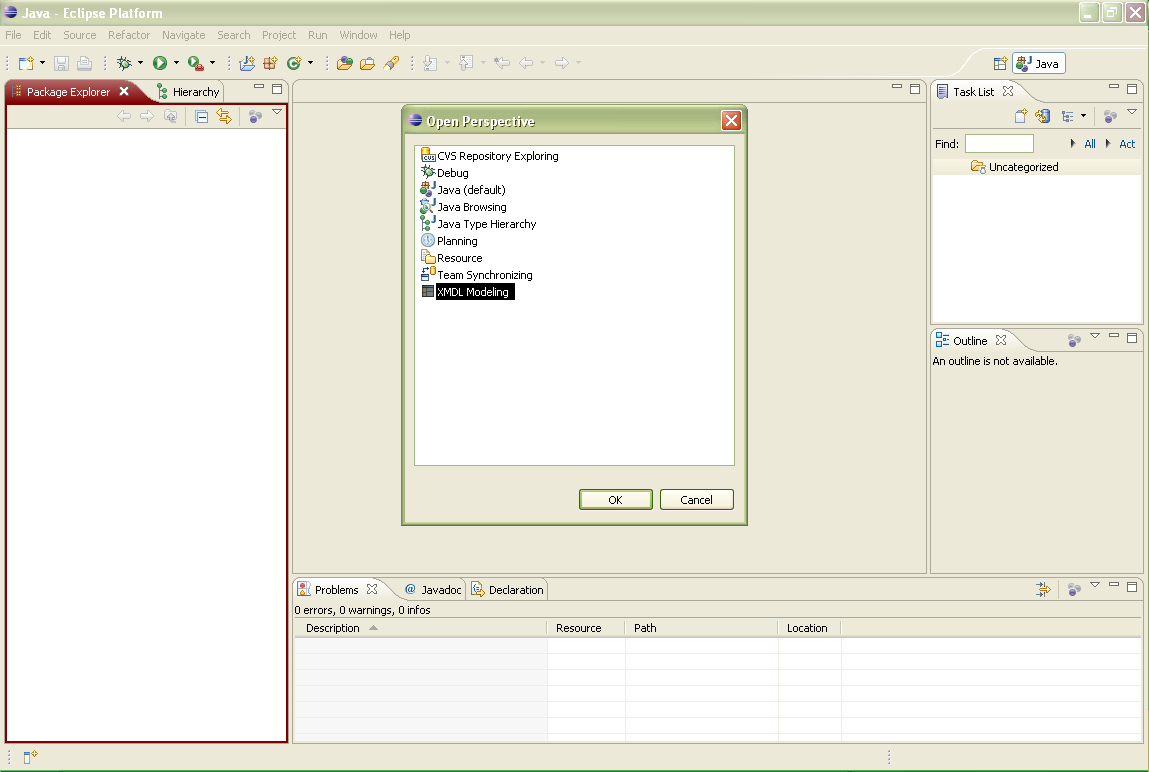 Java - Eclipse Platform
File Edit Source Refactor Navigate Search Project Run Window Help
Java
Package Explorer Hierarchy
Task List
Find: All Act
Uncategorized
Open Perspective
CVS Repository Exploring
Debug
Java (default)
Java Browsing
Java Type Hierarchy
Planning
Resource
Team Synchronizing
XMDL Modeling
OK Cancel
Outline
An outline is not available.
Problems @ Javadoc Declaration
0 errors, 0 warnings, 0 infos
Description Resource Path Location